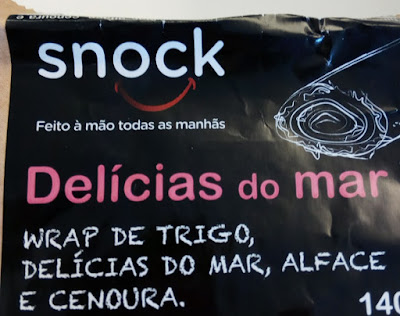 snock
Feito à mão todas as manhãs
Delícias do mar
WRAP DE TRIGO,
DELÍCIAS DO MAR, ALFACE
E CENOURA.
140